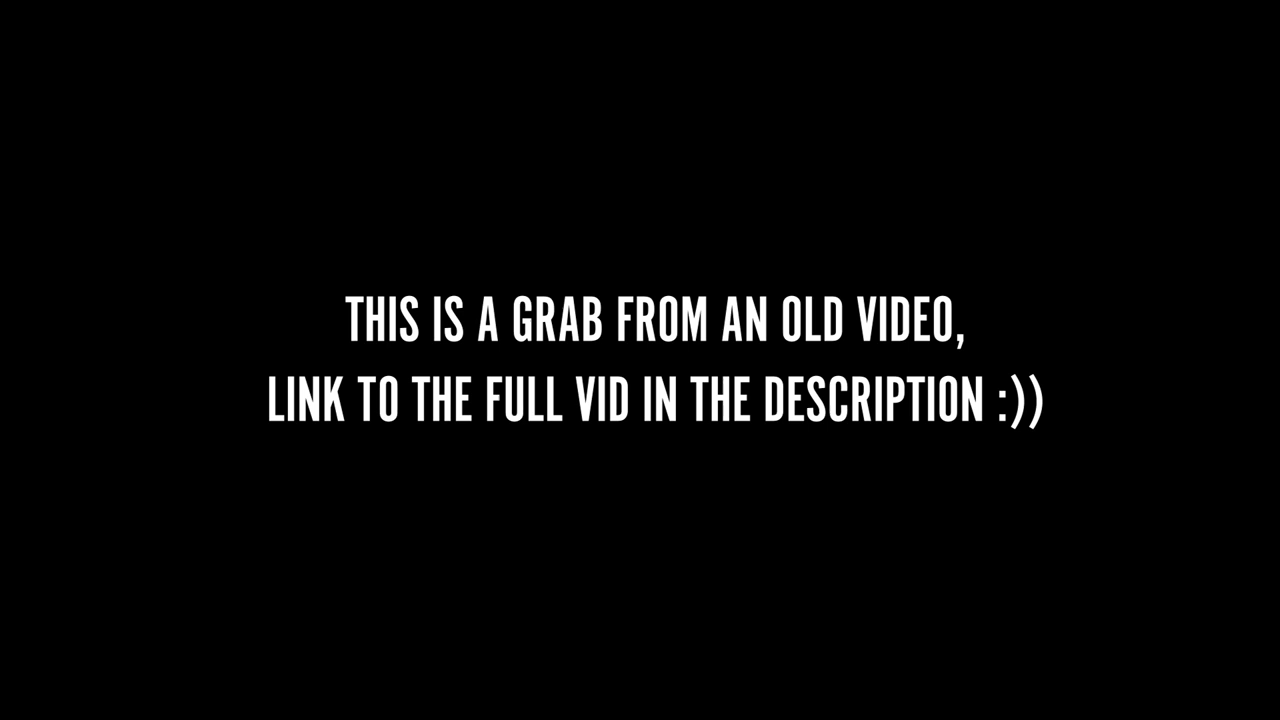 THIS IS A GRAB FROM AN OLD VIDEO,
LINK TO THE FULL VID IN THE DESCRIPTION :))